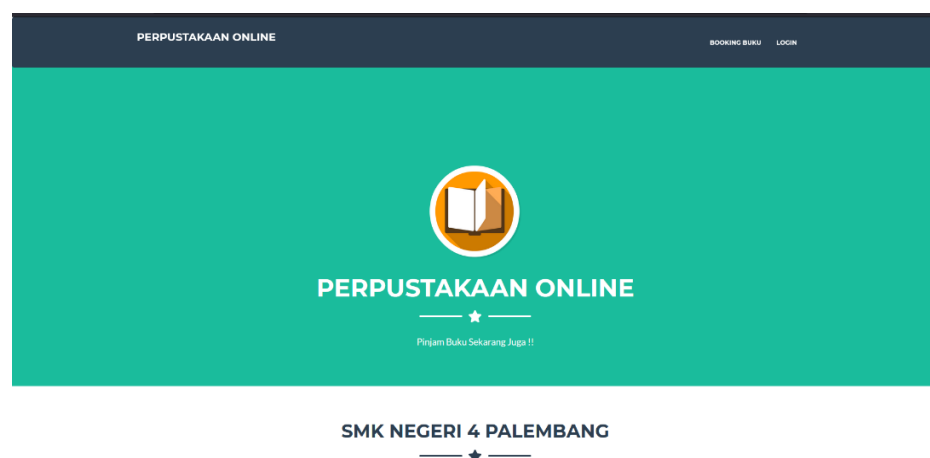 PERPUSTAKAAN ONLINE
BOOKING BUKU LOGIN
PERPUSTAKAAN ONLINE
Pinjam Buku Sekarang Juga !!
SMK NEGERI 4 PALEMBANG